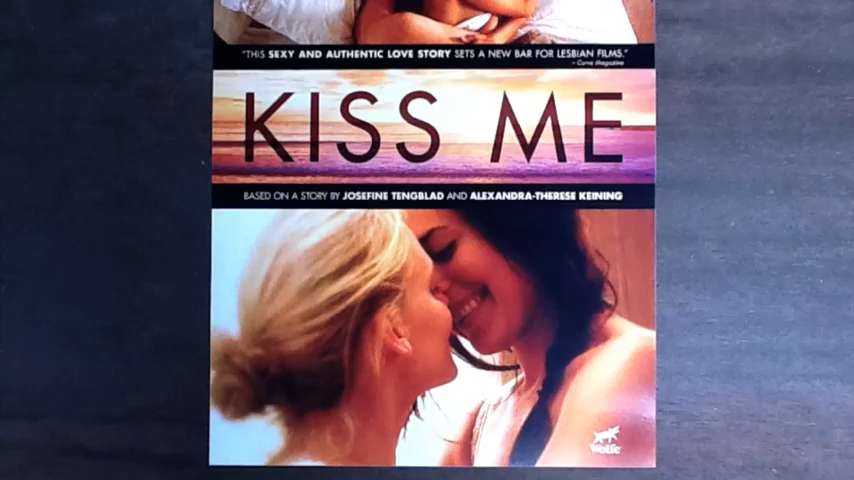 "THIS SEXY AND AUTHENTIC LOVE STORY SETS A NEW BAR FOR LESBIAN FILMS."
- Curve Magazine
KISS ME
BASED ON A STORY BY JOSEFINE TENGBLAD AND ALEXANDRA-THERESE KEINING
Wolfe